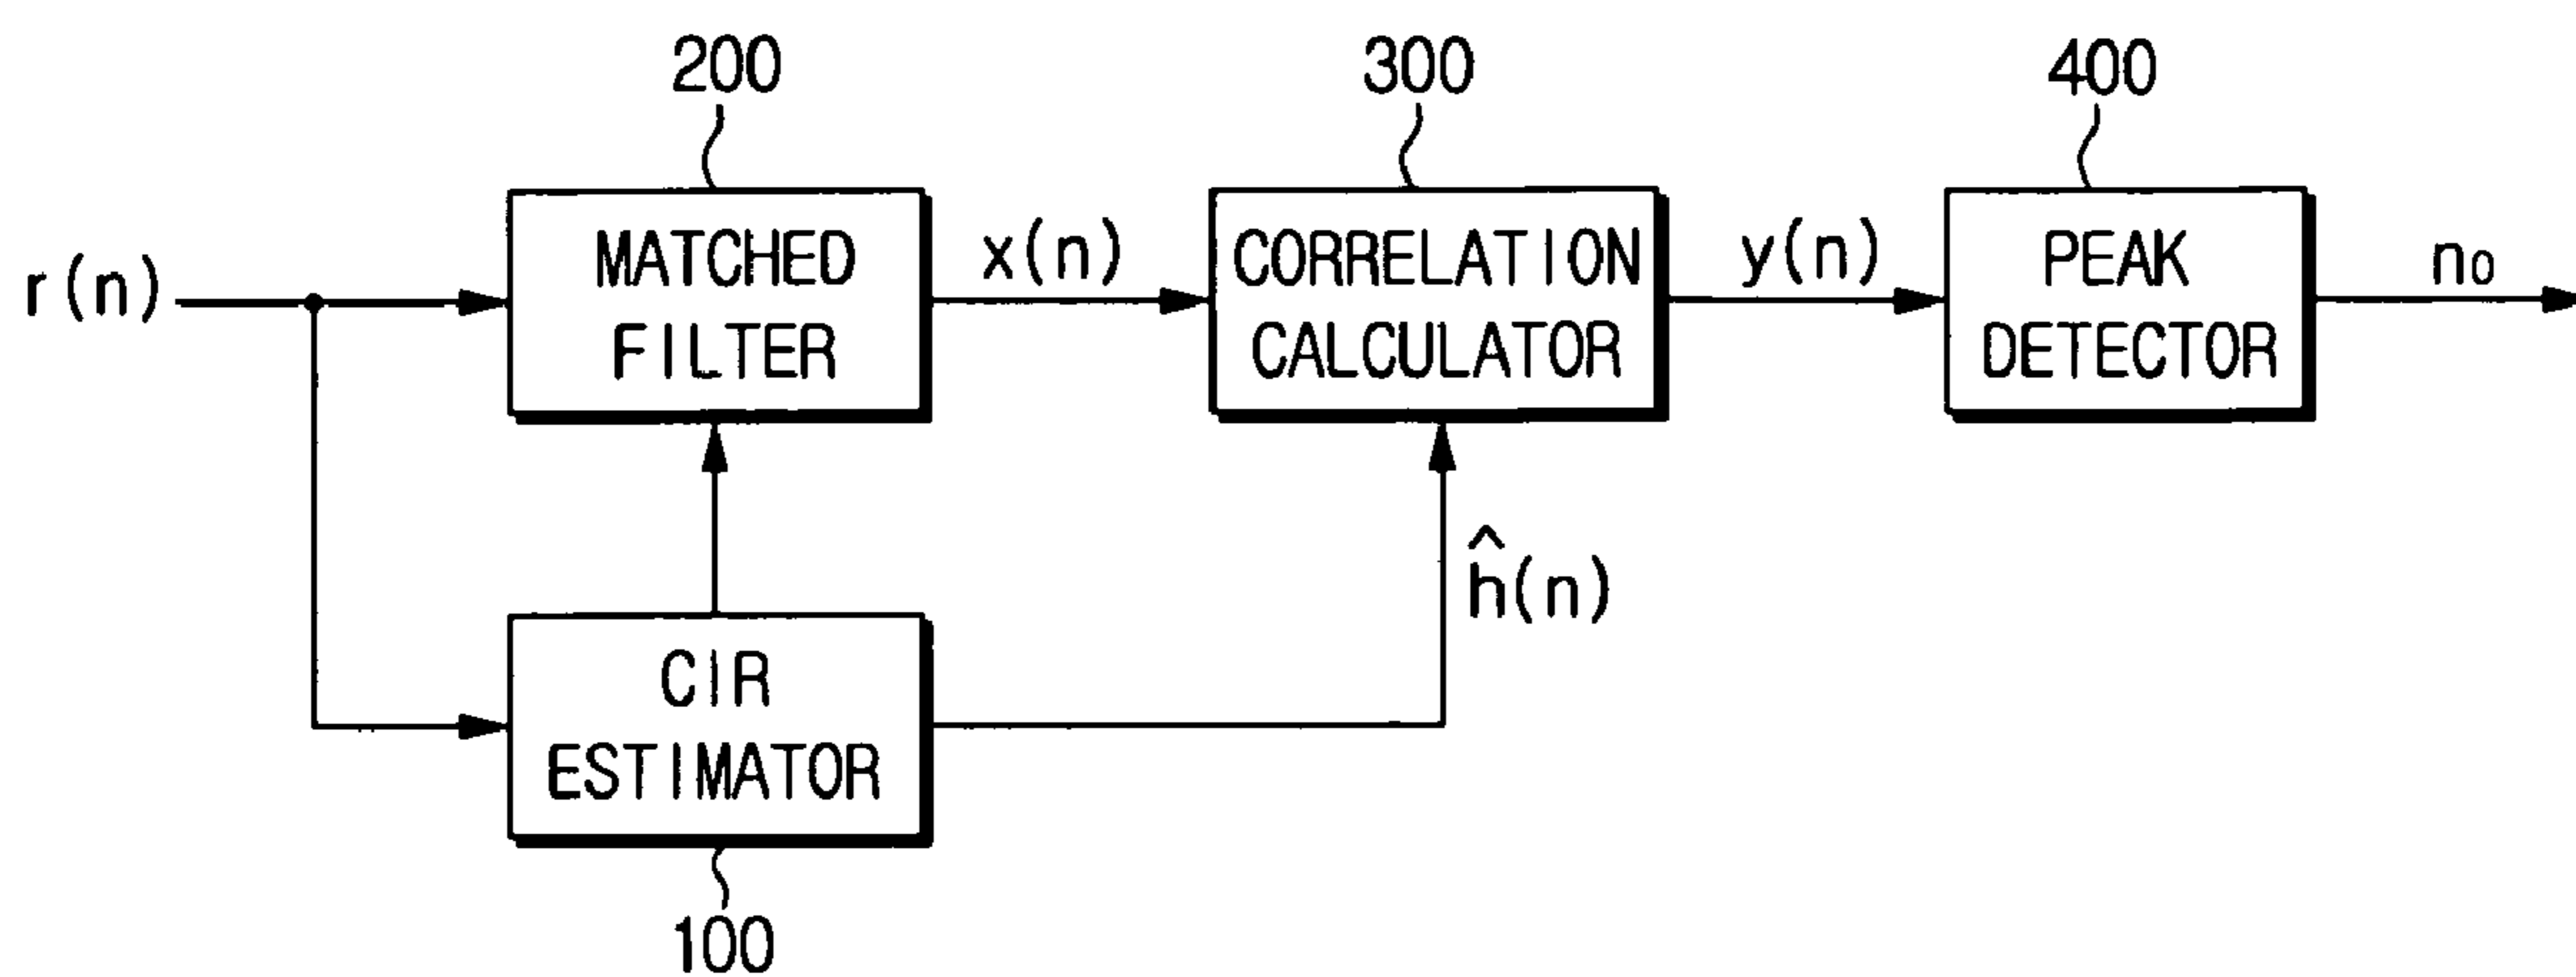 200
300
400
r(n)
MATCHED
FILTER
x(n)
CORRELATION
CALCULATOR
y(n)
PEAK
DETECTOR
n₀
ĥ(n)
CIR
ESTIMATOR
100